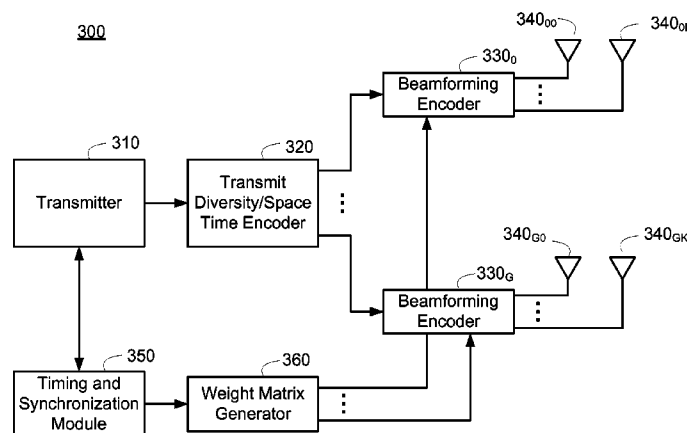 300
340₀₀
340₀ₗ
330₀
Beamforming
Encoder
310
320
Transmitter
Transmit
Diversity/Space
Time Encoder
340G0
340GK
330G
Beamforming
Encoder
350
360
Timing and
Synchronization
Module
Weight Matrix
Generator